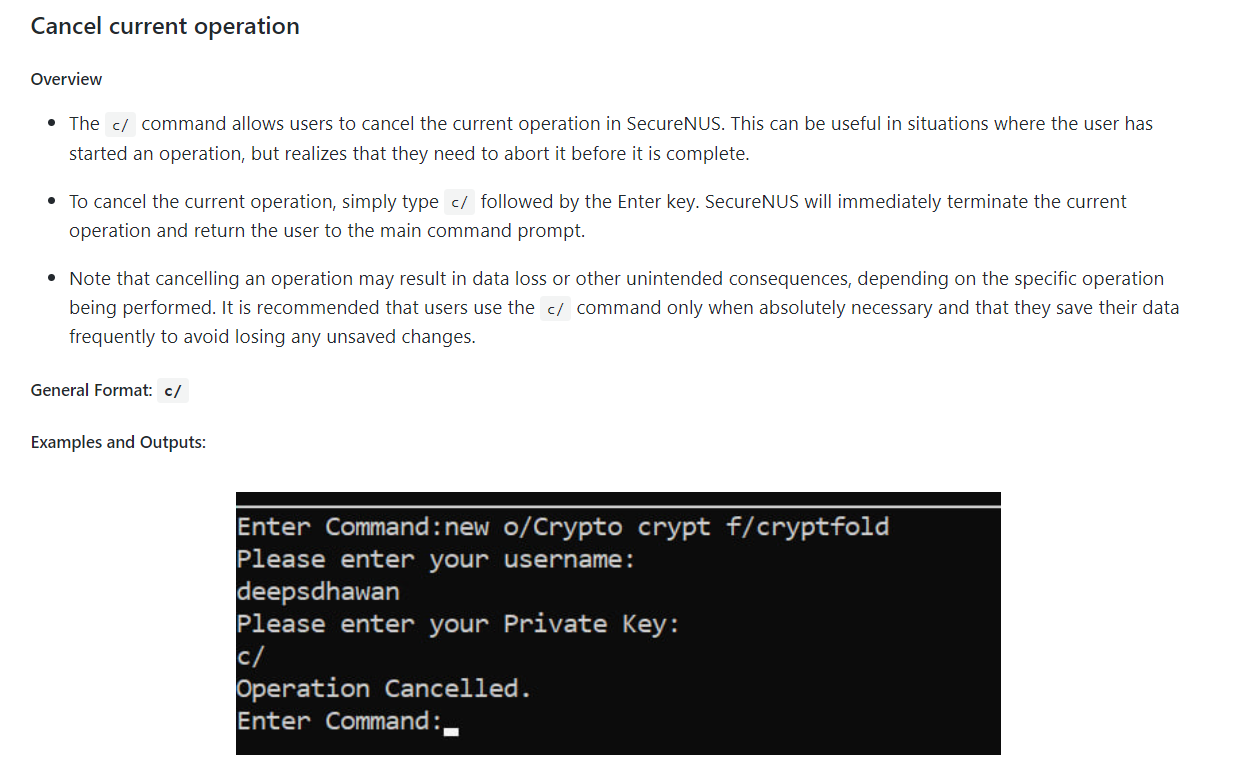 Cancel current operation
Overview
The c/ command allows users to cancel the current operation in SecureNUS. This can be useful in situations where the user has
started an operation, but realizes that they need to abort it before it is complete.
To cancel the current operation, simply type c/ followed by the Enter key. SecureNUS will immediately terminate the current
operation and return the user to the main command prompt.
Note that cancelling an operation may result in data loss or other unintended consequences, depending on the specific operation
being performed. It is recommended that users use the c/ command only when absolutely necessary and that they save their data
frequently to avoid losing any unsaved changes.
General Format: c/
Examples and Outputs:
Enter Command:new o/Crypto crypt f/cryptfold
Please enter your username:
deepsdhawan
Please enter your Private Key:
c/
Operation Cancelled.
Enter Command: